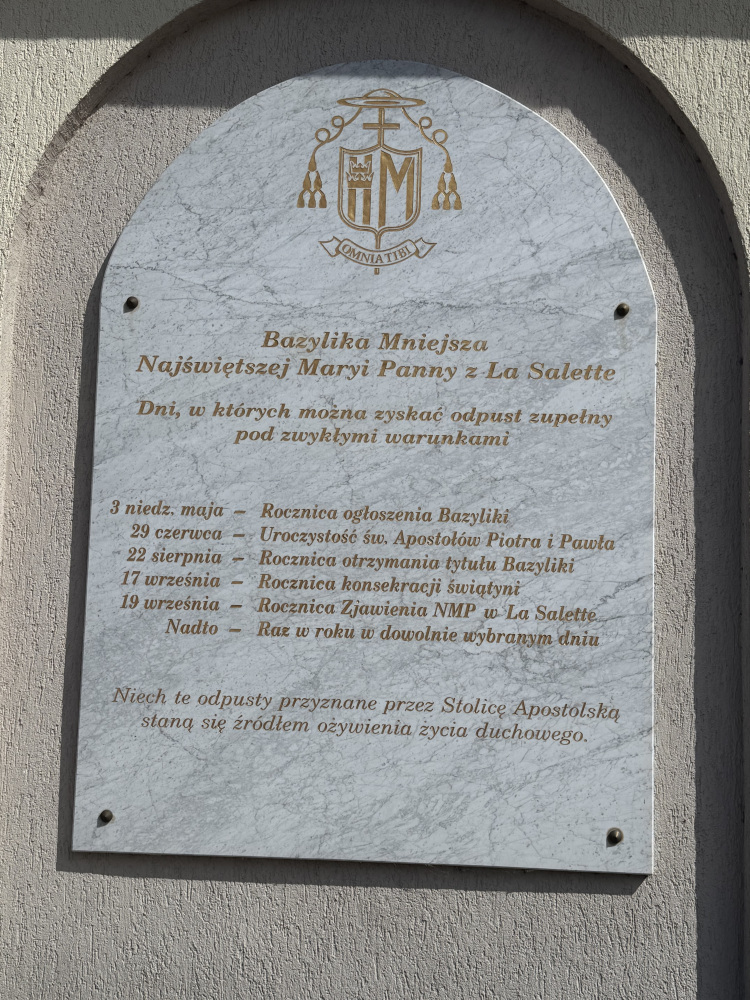 OMNIA TIBI
Bazylika Mniejsza
Najświętszej Maryi Panny z La Salette
Dni, w których można zyskać odpust zupełny
pod zwykłymi warunkami
3 niedz. maja – Rocznica ogłoszenia Bazyliki
29 czerwca – Uroczystość św. Apostołów Piotra i Pawła
22 sierpnia – Rocznica otrzymania tytułu Bazyliki
17 września – Rocznica konsekracji świątyni
19 września – Rocznica Zjawienia NMP w La Salette
Nadto – Raz w roku w dowolnie wybranym dniu
Niech te odpusty przyznane przez Stolicę Apostolską
staną się źródłem ożywienia życia duchowego.